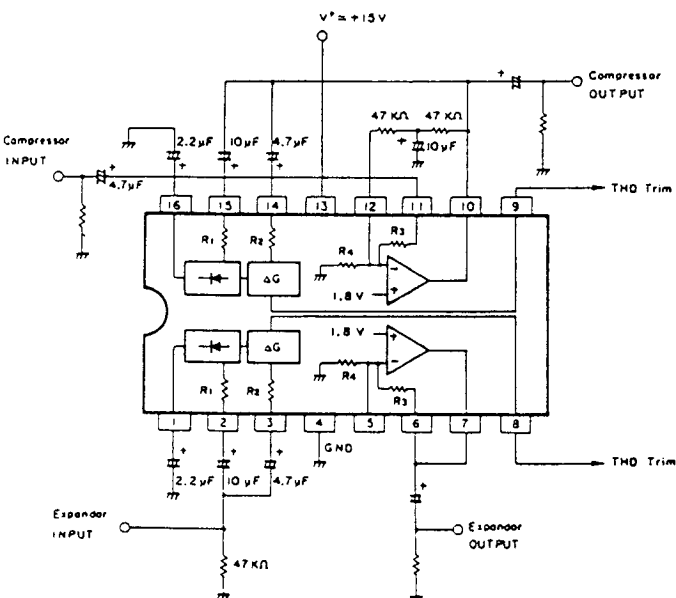 V⁺ ≃ +15V
Compressor
OUTPUT
47 KΩ 47 KΩ
Compressor
INPUT
2.2μF 10μF 4.7μF
10μF
4.7μF
16 15 14 13 12 11 10 9
THD Trim
R1 R2 R4 R3
ΔG
1.8 V
1.8 V
ΔG
R4
R1 R2 R3
1 2 3 4 5 6 7 8
GND
THD Trim
2.2μF 10μF 4.7μF
Expandor
INPUT
Expandor
OUTPUT
47KΩ